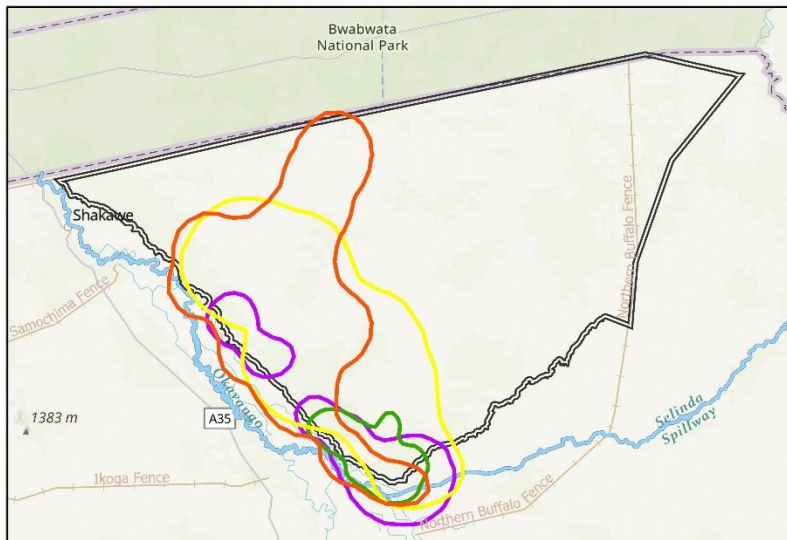 Bwabwata
National Park
Shakawe
Samochima Fence
Northern Buffalo Fence
Okavango
A35
1383 m
Selinda
Spillway
Ikoga Fence
Northern Buffalo Fence